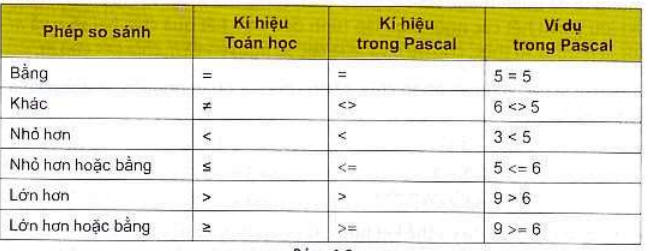 Phép so sánh Kí hiệu Toán học Kí hiệu trong Pascal Ví dụ trong Pascal
Bằng = = 5 = 5
Khác ≠ <> 6 <> 5
Nhỏ hơn < < 3 < 5
Nhỏ hơn hoặc bằng ≤ <= 5 <= 6
Lớn hơn > > 9 > 6
Lớn hơn hoặc bằng ≥ >= 9 >= 6